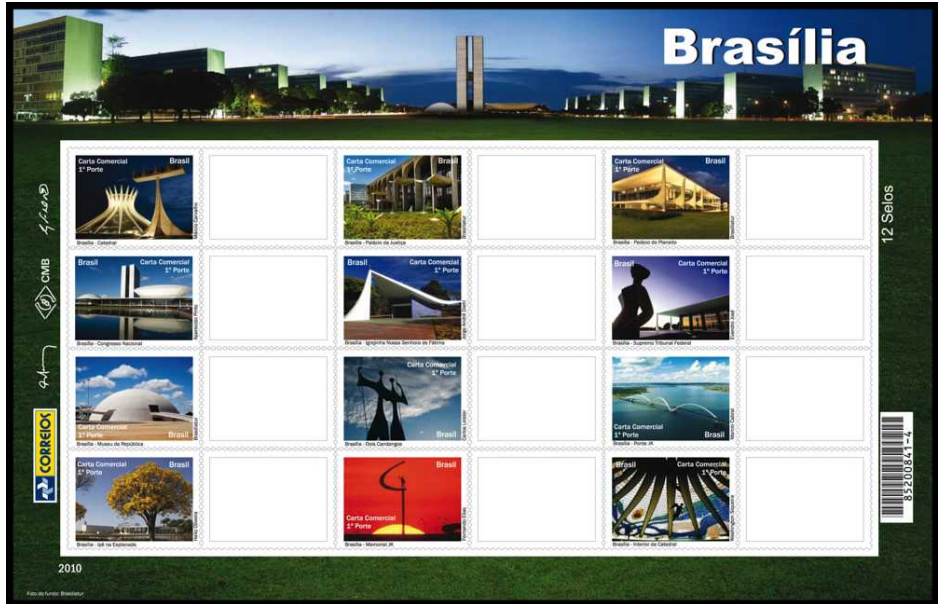 Brasília
12 Selos
Carta Comercial Brasil
1º Porte
Brasília - Catedral
Carta Comercial Brasil
1º Porte
Brasília - Palácio da Justiça
Carta Comercial Brasil
1º Porte
Brasília - Palácio do Planalto
Brasil Carta Comercial
1º Porte
Brasília - Congresso Nacional
Carta Comercial
1º Porte
Brasília - Igrejinha Nossa Senhora de Fátima
Brasil Carta Comercial
1º Porte
Brasília - Supremo Tribunal Federal
Carta Comercial
1º Porte Brasil
Brasília - Museu da República
Carta Comercial
1º Porte
Brasil
Brasília - Dois Candangos
Carta Comercial
1º Porte Brasil
Brasília - Ponte JK
Carta Comercial Brasil
1º Porte
Brasília - Ipê na Esplanada
Brasil
Carta Comercial
1º Porte
Brasília - Memorial JK
Brasil Carta Comercial
1º Porte
Brasília - Interior da Catedral
CMB
CORREIOS
85200841-4
2010
Foto de fundo: Brasiliatur